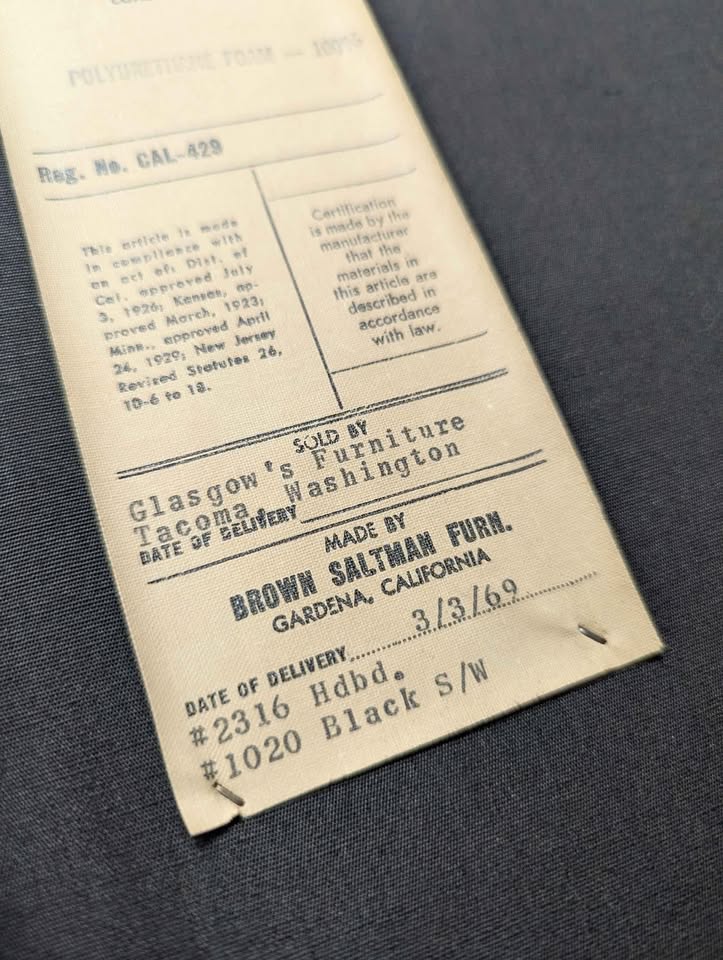 POLYURETHANE FOAM — 100%
Reg. No. CAL-429
This article is made
in compliance with
an act of: Dist. of
Col. approved July
3, 1926; Kansas, ap-
proved March, 1923;
Minn., approved April
24, 1929; New Jersey
Revised Statutes 26,
10-6 to 18.
Certification
is made by the
manufacturer
that the
materials in
this article are
described in
accordance
with law.
SOLD BY
Glasgow's Furniture
Tacoma, Washington
DATE OF DELIVERY
MADE BY
BROWN SALTMAN FURN.
GARDENA, CALIFORNIA
DATE OF DELIVERY 3/3/69
#2316 Hdbd.
#1020 Black S/W